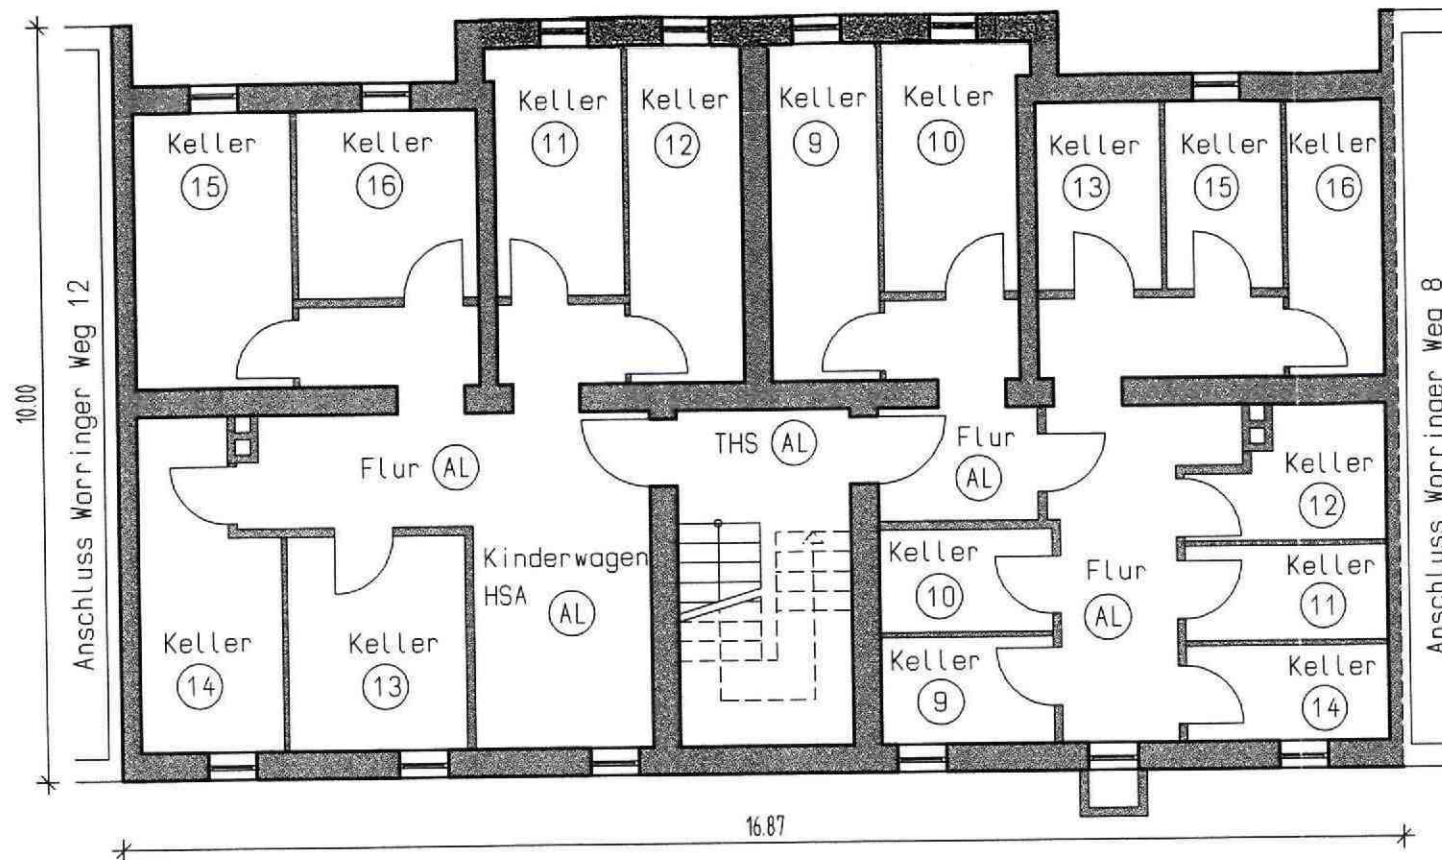 Keller
11
Keller
12
Keller
9
Keller
10
Keller
15
Keller
16
Keller
13
Keller
15
Keller
16
Anschluss Worringer Weg 12
10.00
Anschluss Worringer Weg 8
Flur AL
THS AL
Flur
AL
Keller
12
Kinderwagen
HSA
AL
Keller
10
Flur
AL
Keller
11
Keller
14
Keller
13
Keller
9
Keller
14
16.87